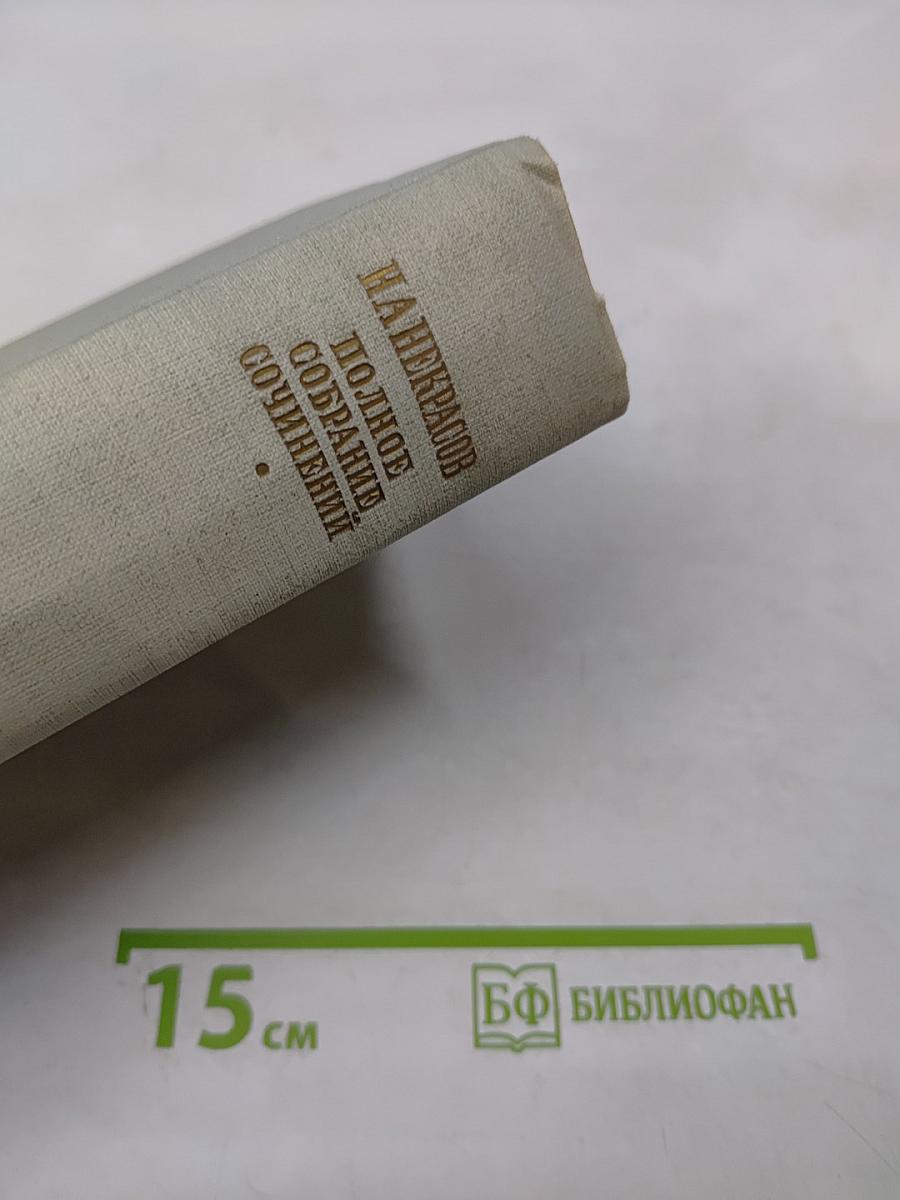 Н А НЕКРАСОВ
ПОЛНОЕ
СОБРАНИЕ
СОЧИНЕНИЙ
15 см
БФ БИБЛИОФАН